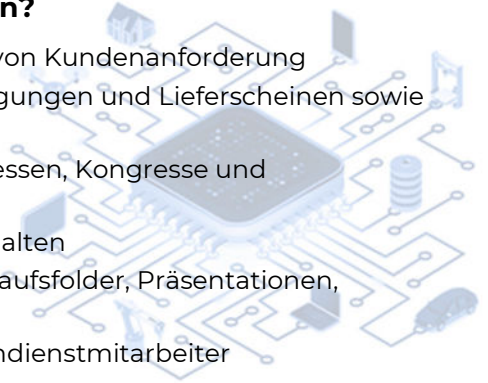 n?
von Kundenanforderung
gungen und Lieferscheinen sowie
essen, Kongresse und
alten
aufsfolder, Präsentationen,
ndienstmitarbeiter